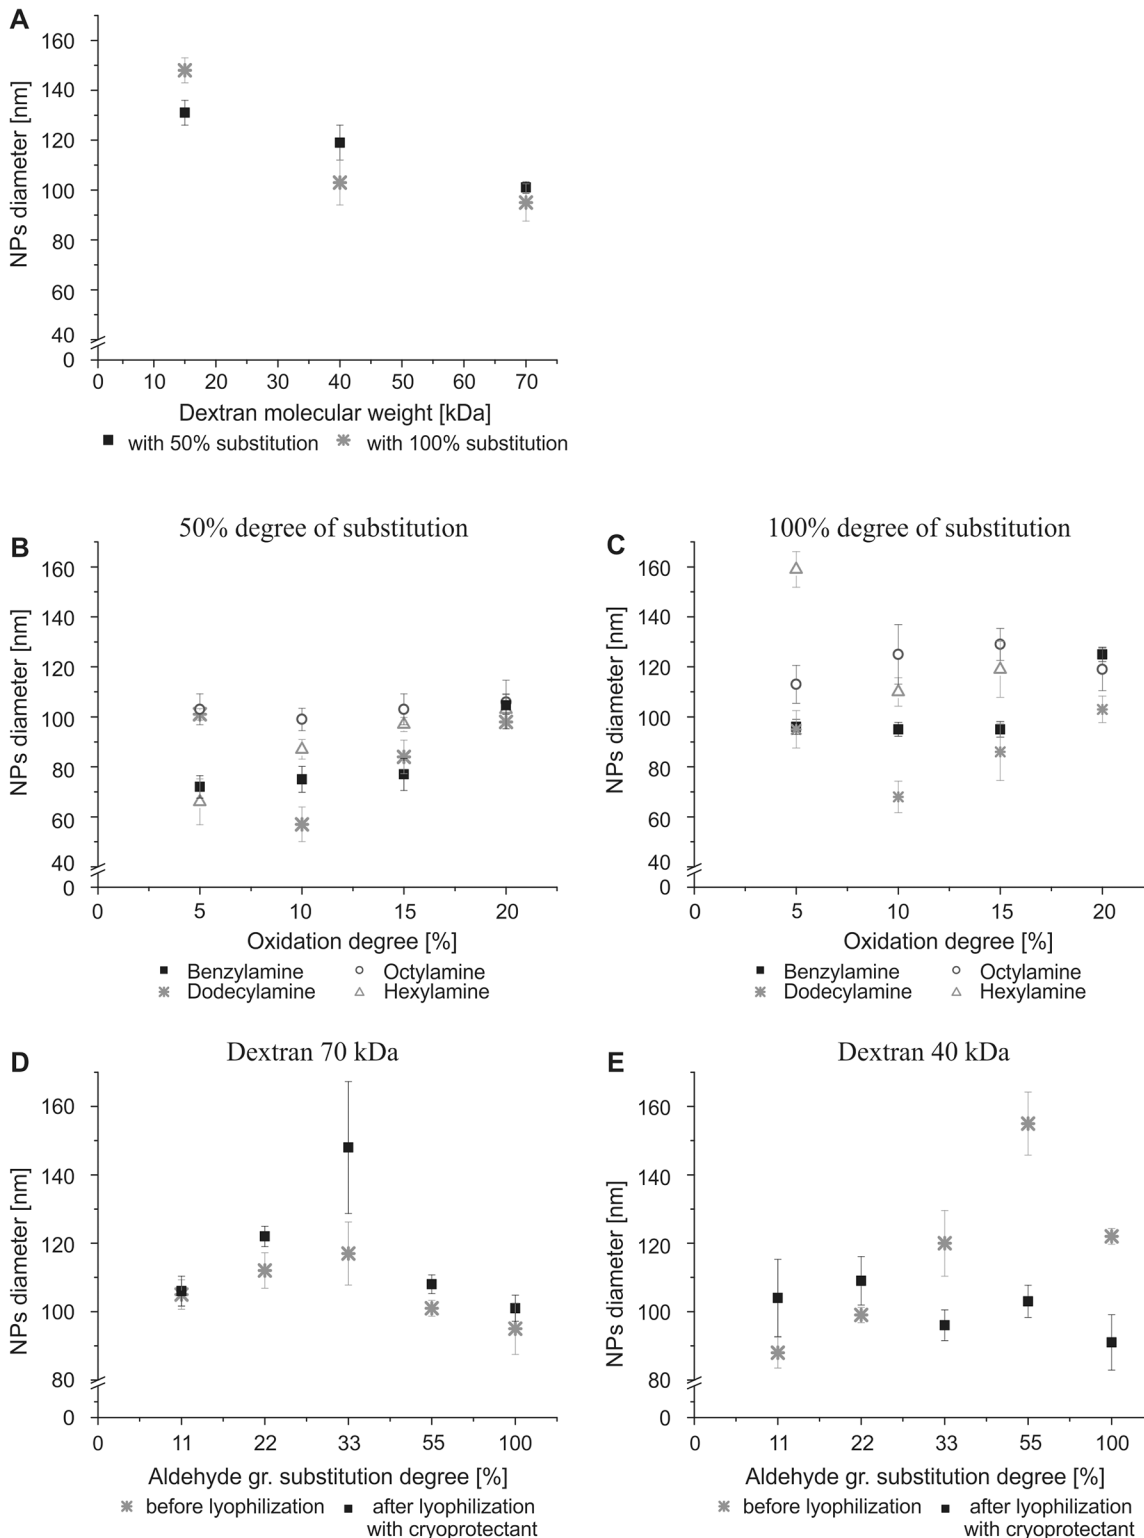 A
NPs diameter [nm]
160
140
120
100
80
60
40
0
0 10 20 30 40 50 60 70
Dextran molecular weight [kDa]
with 50% substitution with 100% substitution
B
50% degree of substitution
NPs diameter [nm]
160
140
120
100
80
60
40
0
0 5 10 15 20
Oxidation degree [%]
Benzylamine Octylamine
Dodecylamine Hexylamine
C
100% degree of substitution
NPs diameter [nm]
160
140
120
100
80
60
40
0
0 5 10 15 20
Oxidation degree [%]
Benzylamine Octylamine
Dodecylamine Hexylamine
D
Dextran 70 kDa
NPs diameter [nm]
160
140
120
100
80
0
0 11 22 33 55 100
Aldehyde gr. substitution degree [%]
before lyophilization after lyophilization
with cryoprotectant
E
Dextran 40 kDa
NPs diameter [nm]
160
140
120
100
80
0
0 11 22 33 55 100
Aldehyde gr. substitution degree [%]
before lyophilization after lyophilization
with cryoprotectant